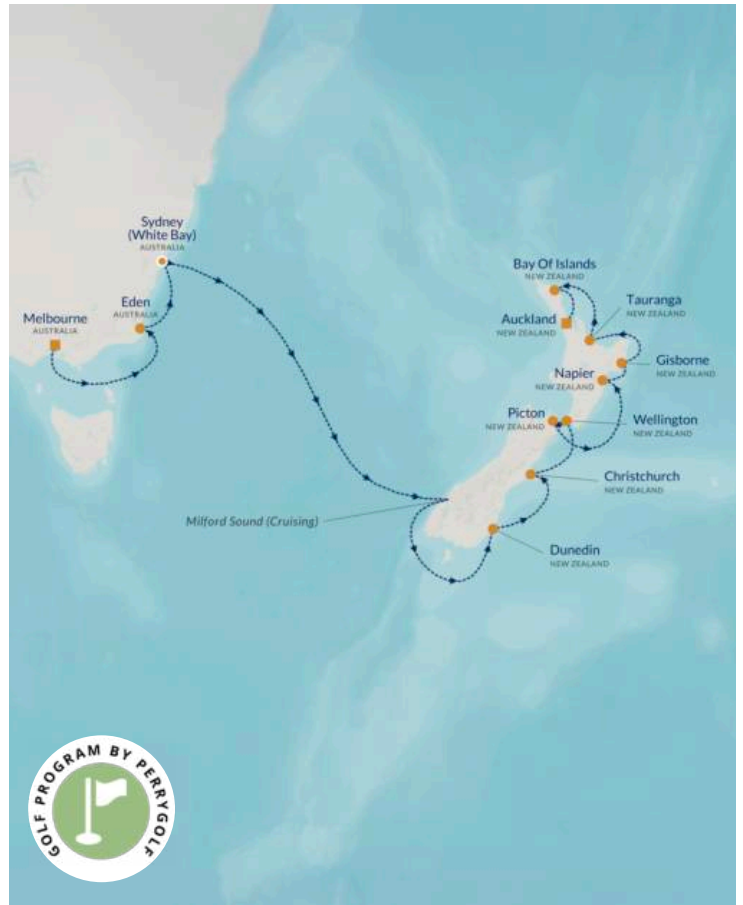 Sydney
(White Bay)
AUSTRALIA
Eden
AUSTRALIA
Melbourne
AUSTRALIA
Bay Of Islands
NEW ZEALAND
Tauranga
NEW ZEALAND
Auckland
NEW ZEALAND
Gisborne
NEW ZEALAND
Napier
NEW ZEALAND
Picton
NEW ZEALAND
Wellington
NEW ZEALAND
Christchurch
NEW ZEALAND
Milford Sound (Cruising)
Dunedin
NEW ZEALAND
GOLF PROGRAM BY PERRYGOLF